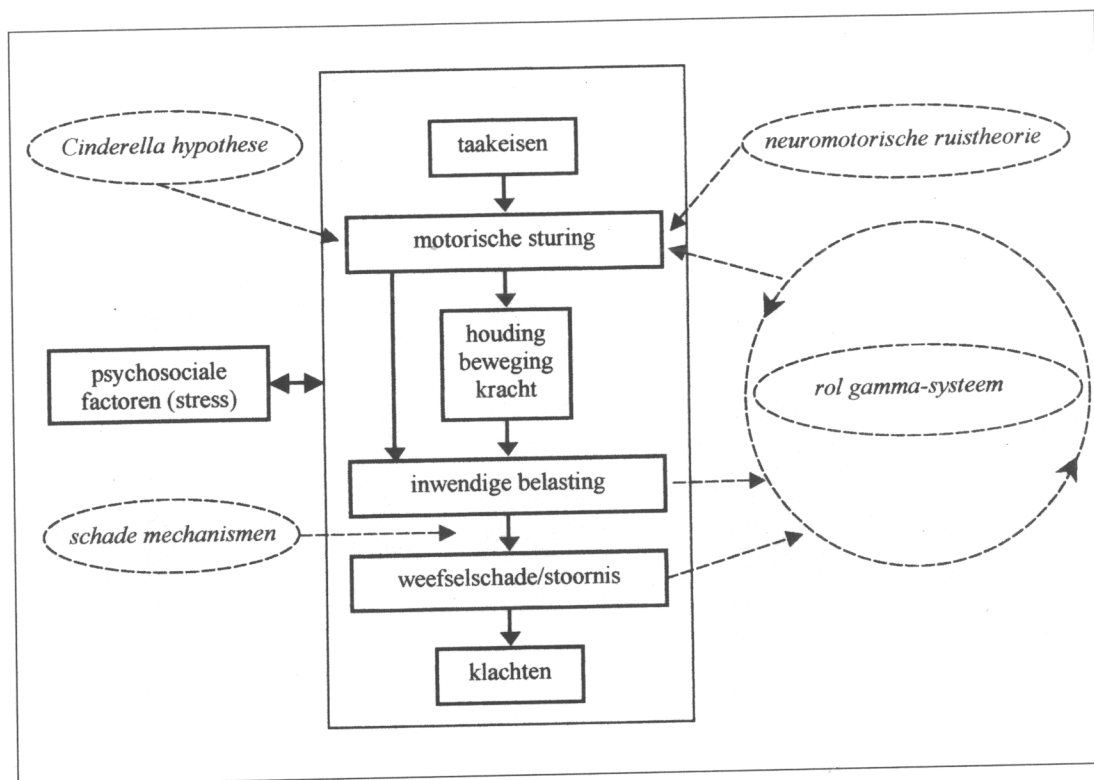 Cinderella hypothese
taakeisen
neuromotorische ruistheorie
motorische sturing
houding
beweging
kracht
psychosociale
factoren (stress)
rol gamma-systeem
inwendige belasting
schade mechanismen
weefselschade/stoornis
klachten